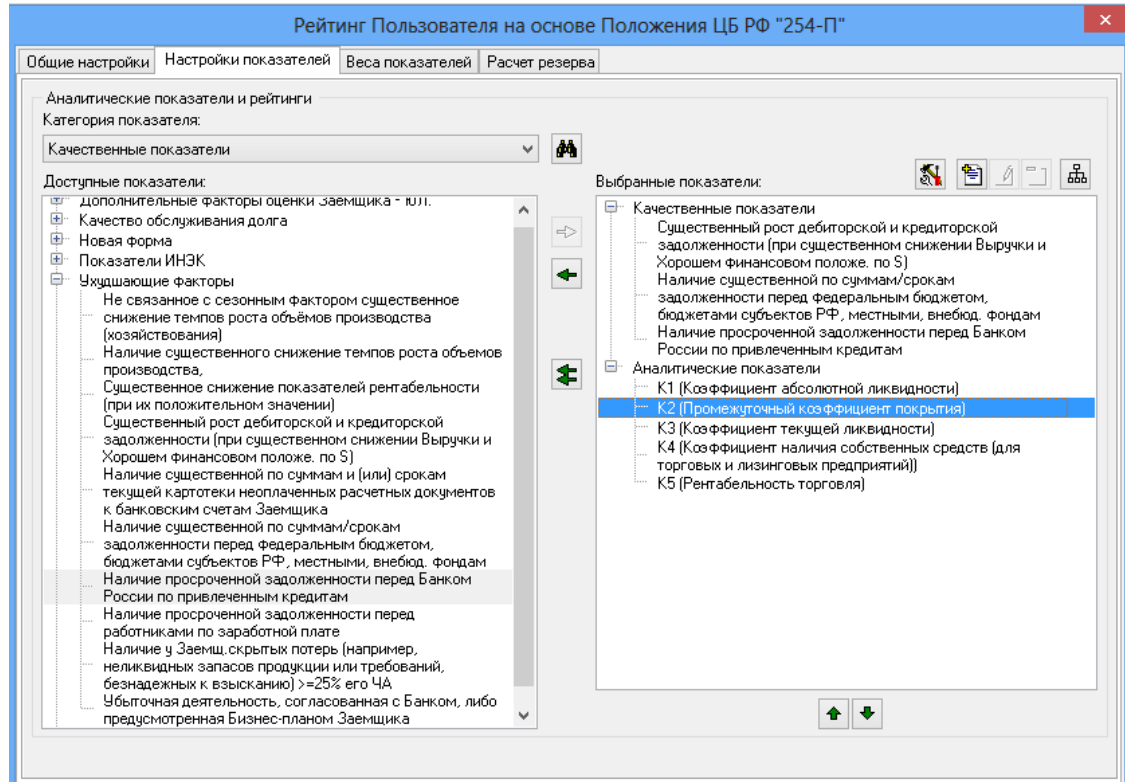 Рейтинг Пользователя на основе Положения ЦБ РФ "254-П"
Общие настройки
Настройки показателей
Веса показателей
Расчет резерва
Аналитические показатели и рейтинги
Категория показателя:
Качественные показатели
Доступные показатели:
Дополнительные факторы оценки Заемщика - ЮЛ.
Качество обслуживания долга
Новая форма
Показатели ИНЭК
Ухудшающие факторы
Не связанное с сезонным фактором существенное
снижение темпов роста объёмов производства
(хозяйствования)
Наличие существенного снижение темпов роста объемов
производства,
Существенное снижение показателей рентабельности
(при их положительном значении)
Существенный рост дебиторской и кредиторской
задолженности (при существенном снижении Выручки и
Хорошем финансовом положе. по S)
Наличие существенной по суммам и (или) срокам
текущей картотеки неоплаченных расчетных документов
к банковским счетам Заемщика
Наличие существенной по суммам/срокам
задолженности перед федеральным бюджетом,
бюджетами субъектов РФ, местными, внебюд. фондам
Наличие просроченной задолженности перед Банком
России по привлеченным кредитам
Наличие просроченной задолженности перед
работниками по заработной плате
Наличие у Заемщ.скрытых потерь (например,
неликвидных запасов продукции или требований,
безнадежных к взысканию) >=25% его ЧА
Убыточная деятельность, согласованная с Банком, либо
предусмотренная Бизнес-планом Заемщика
Выбранные показатели:
Качественные показатели
Существенный рост дебиторской и кредиторской
задолженности (при существенном снижении Выручки и
Хорошем финансовом положе. по S)
Наличие существенной по суммам/срокам
задолженности перед федеральным бюджетом,
бюджетами субъектов РФ, местными, внебюд. фондам
Наличие просроченной задолженности перед Банком
России по привлеченным кредитам
Аналитические показатели
К1 (Коэффициент абсолютной ликвидности)
К2 (Промежуточный коэффициент покрытия)
К3 (Коэффициент текущей ликвидности)
К4 (Коэффициент наличия собственных средств (для
торговых и лизинговых предприятий))
К5 (Рентабельность торговля)